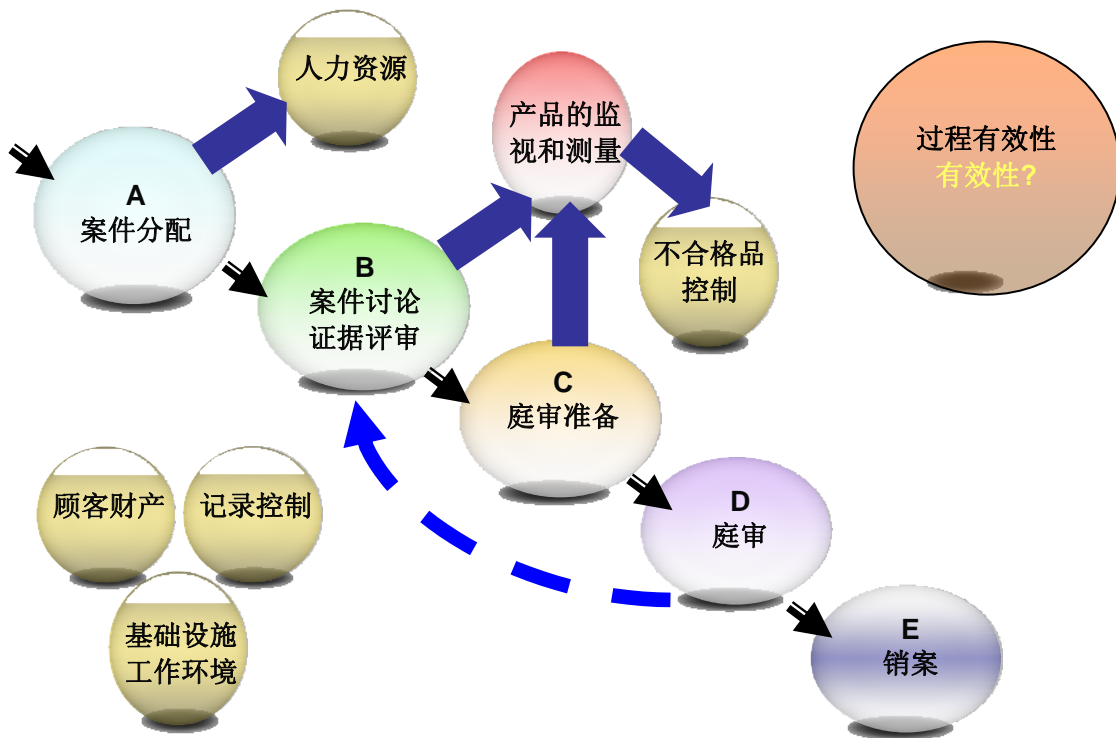 人力资源
产品的监
视和测量
过程有效性
有效性?
A
案件分配
不合格品
控制
B
案件讨论
证据评审
C
庭审准备
顾客财产
记录控制
D
庭审
基础设施
工作环境
E
销案